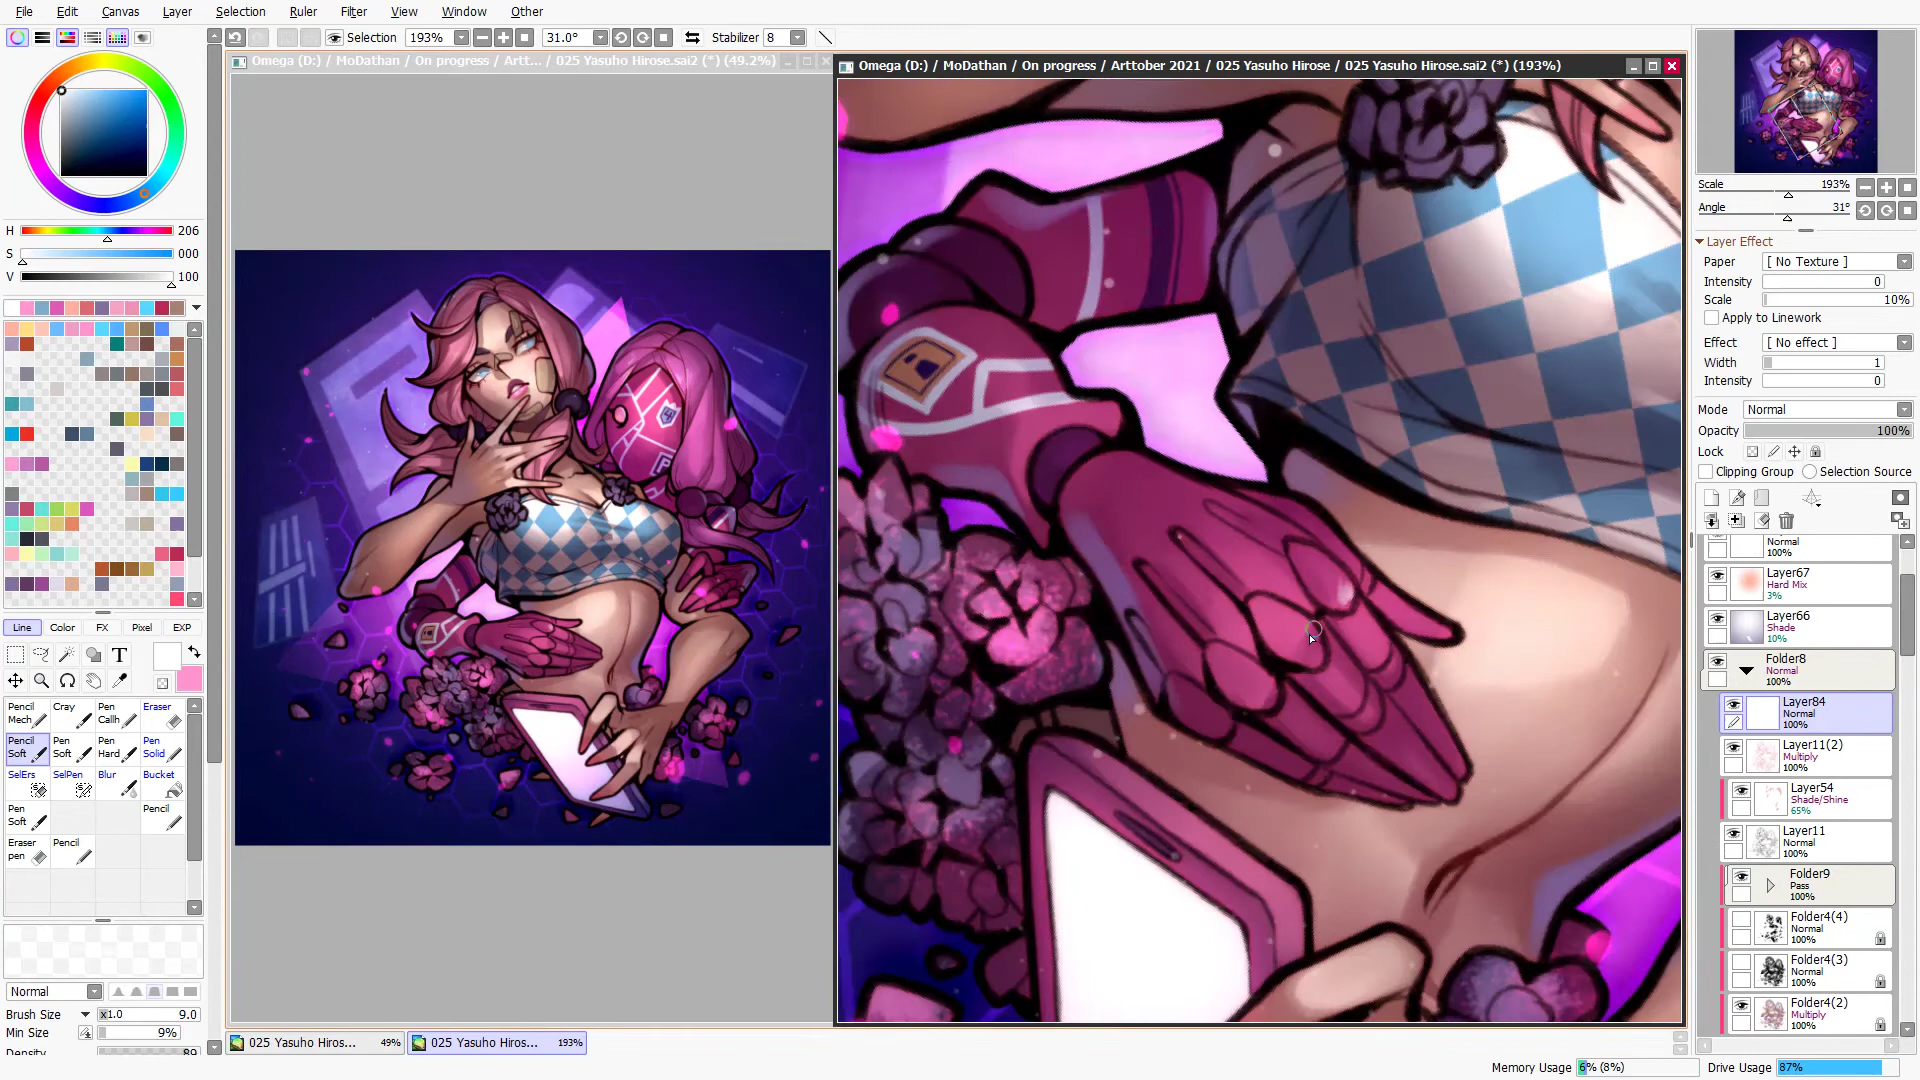 File Edit Canvas Layer Selection Ruler Filter View Window Other
Selection 193% 31.0° Stabilizer 8
Omega (D:) / MoDathan / On progress / Artt... / 025 Yasuho Hirose.sai2 (*) (49.2%)
Omega (D:) / MoDathan / On progress / Arttober 2021 / 025 Yasuho Hirose / 025 Yasuho Hirose.sai2 (*) (193%)
H 206
S 000
V 100
Line Color FX Pixel EXP
T
Pencil Mech
Cray
Pen Callh
Eraser
Pencil Soft
Pen Soft
Pen Hard
Pen Solid
SelErs
SelPen
Blur
Bucket
Pen Soft
Pencil
Eraser pen
Pencil
Normal
Brush Size x1.0 9.0
Min Size 9%
Density 89
025 Yasuho Hiros... 49%
025 Yasuho Hiros... 193%
Scale 193%
Angle 31°
Layer Effect
Paper [ No Texture ]
Intensity 0
Scale 10%
Apply to Linework
Effect [ No effect ]
Width 1
Intensity 0
Mode Normal
Opacity 100%
Lock
Clipping Group Selection Source
Normal
100%
Layer67
Hard Mix
3%
Layer66
Shade
10%
Folder8
Normal
100%
Layer84
Normal
100%
Layer11(2)
Multiply
100%
Layer54
Shade/Shine
65%
Layer11
Normal
100%
Folder9
Pass
100%
Folder4(4)
Normal
100%
Folder4(3)
Normal
100%
Folder4(2)
Multiply
100%
Memory Usage 6% (8%) Drive Usage 87%